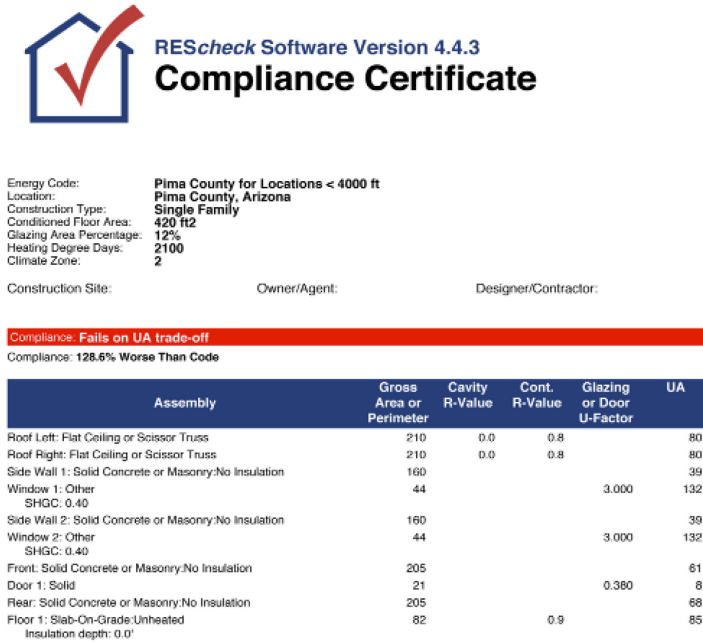 REScheck Software Version 4.4.3
Compliance Certificate
Energy Code: Pima County for Locations < 4000 ft
Location: Pima County, Arizona
Construction Type: Single Family
Conditioned Floor Area: 420 ft2
Glazing Area Percentage: 12%
Heating Degree Days: 2100
Climate Zone: 2
Construction Site: Owner/Agent: Designer/Contractor:
Compliance: Fails on UA trade-off
Compliance: 128.6% Worse Than Code
Assembly Gross Area or Perimeter Cavity R-Value Cont. R-Value Glazing or Door U-Factor UA
Roof Left: Flat Ceiling or Scissor Truss 210 0.0 0.8 80
Roof Right: Flat Ceiling or Scissor Truss 210 0.0 0.8 80
Side Wall 1: Solid Concrete or Masonry:No Insulation 160 39
Window 1: Other 44 3.000 132
SHGC: 0.40
Side Wall 2: Solid Concrete or Masonry:No Insulation 160 39
Window 2: Other 44 3.000 132
SHGC: 0.40
Front: Solid Concrete or Masonry:No Insulation 205 61
Door 1: Solid 21 0.380 8
Rear: Solid Concrete or Masonry:No Insulation 205 68
Floor 1: Slab-On-Grade:Unheated 82 0.9 85
Insulation depth: 0.0'